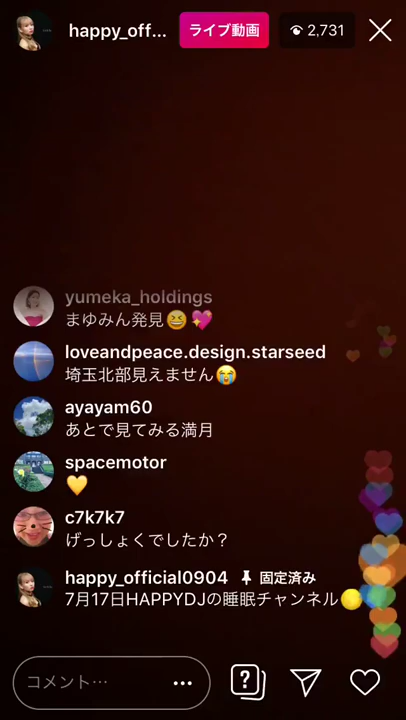 happy_off...
ライブ動画
2,731
yumeka_holdings
まゆみん発見😆💖
loveandpeace.design.starseed
埼玉北部見えません😭
ayayam60
あとで見てみる満月
spacemotor
💛
c7k7k7
げっしょくでしたか？
happy_official0904 固定済み
7月17日HAPPYDJの睡眠チャンネル🌕
コメント…